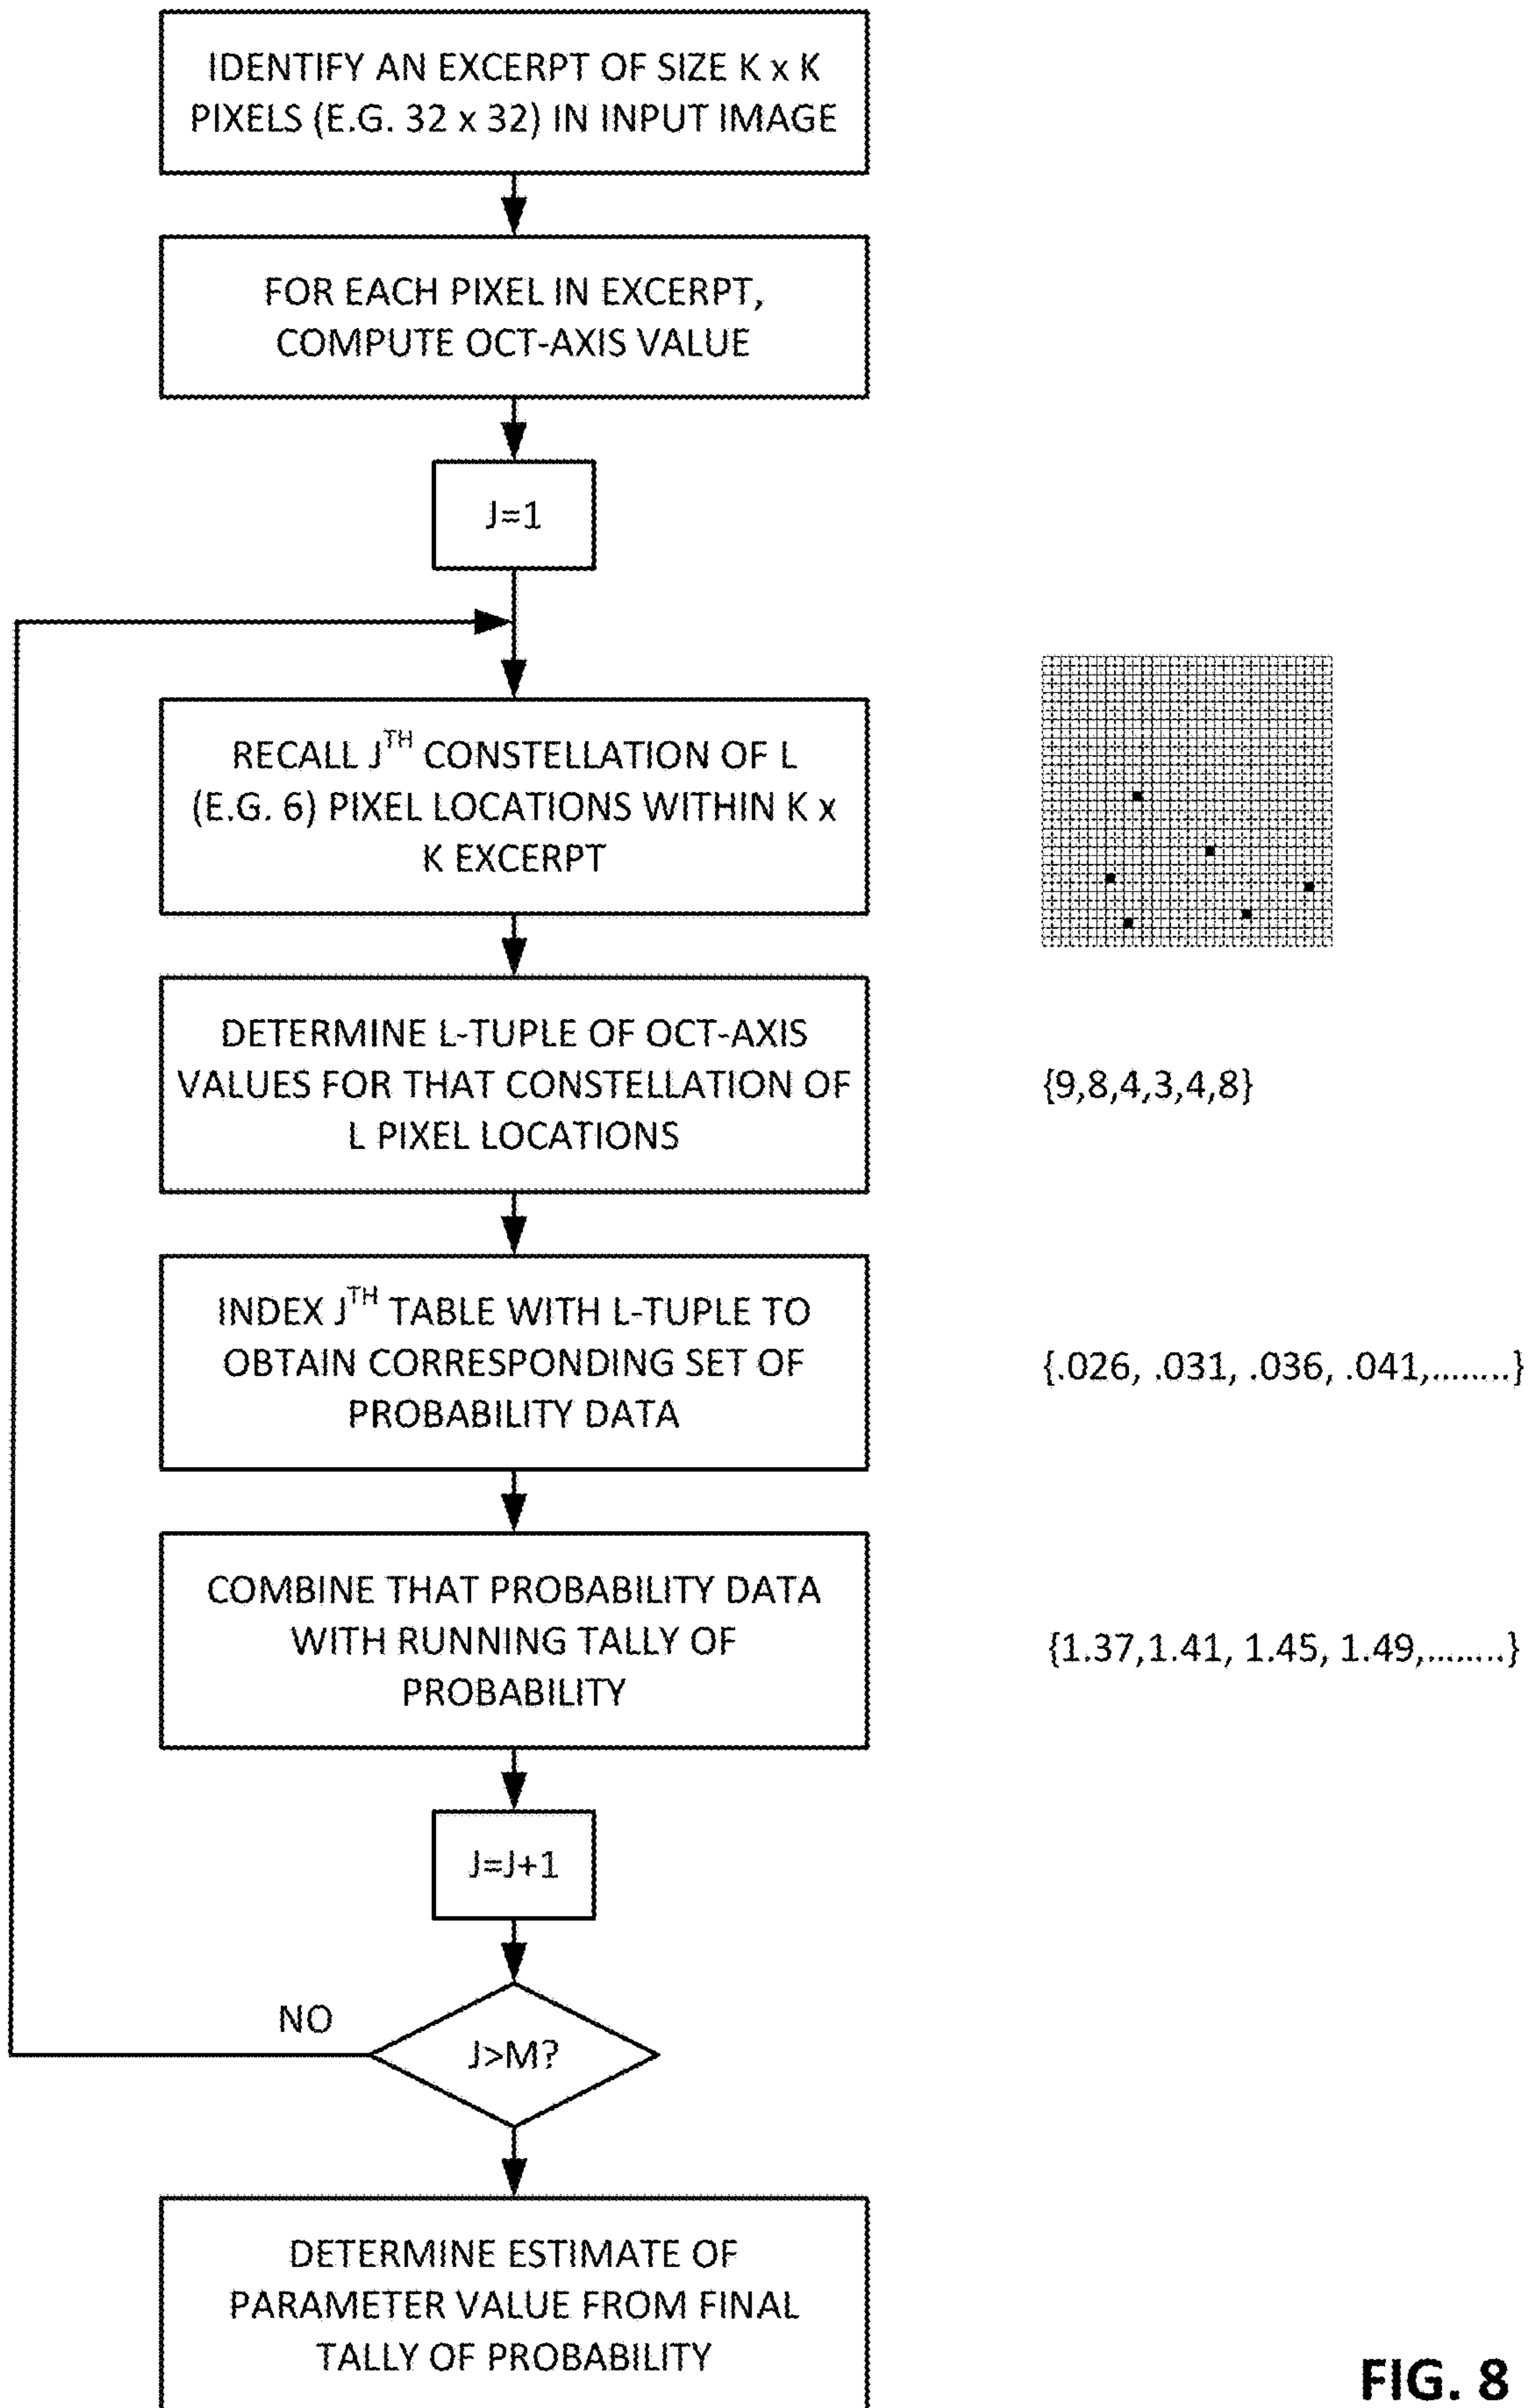 IDENTIFY AN EXCERPT OF SIZE K x K
PIXELS (E.G. 32 x 32) IN INPUT IMAGE
FOR EACH PIXEL IN EXCERPT,
COMPUTE OCT-AXIS VALUE
J=1
RECALL JTH CONSTELLATION OF L
(E.G. 6) PIXEL LOCATIONS WITHIN K x
K EXCERPT
DETERMINE L-TUPLE OF OCT-AXIS
VALUES FOR THAT CONSTELLATION OF
L PIXEL LOCATIONS
{9,8,4,3,4,8}
INDEX JTH TABLE WITH L-TUPLE TO
OBTAIN CORRESPONDING SET OF
PROBABILITY DATA
{.026, .031, .036, .041,........}
COMBINE THAT PROBABILITY DATA
WITH RUNNING TALLY OF
PROBABILITY
{1.37,1.41, 1.45, 1.49,........}
J=J+1
NO
J>M?
DETERMINE ESTIMATE OF
PARAMETER VALUE FROM FINAL
TALLY OF PROBABILITY
FIG. 8